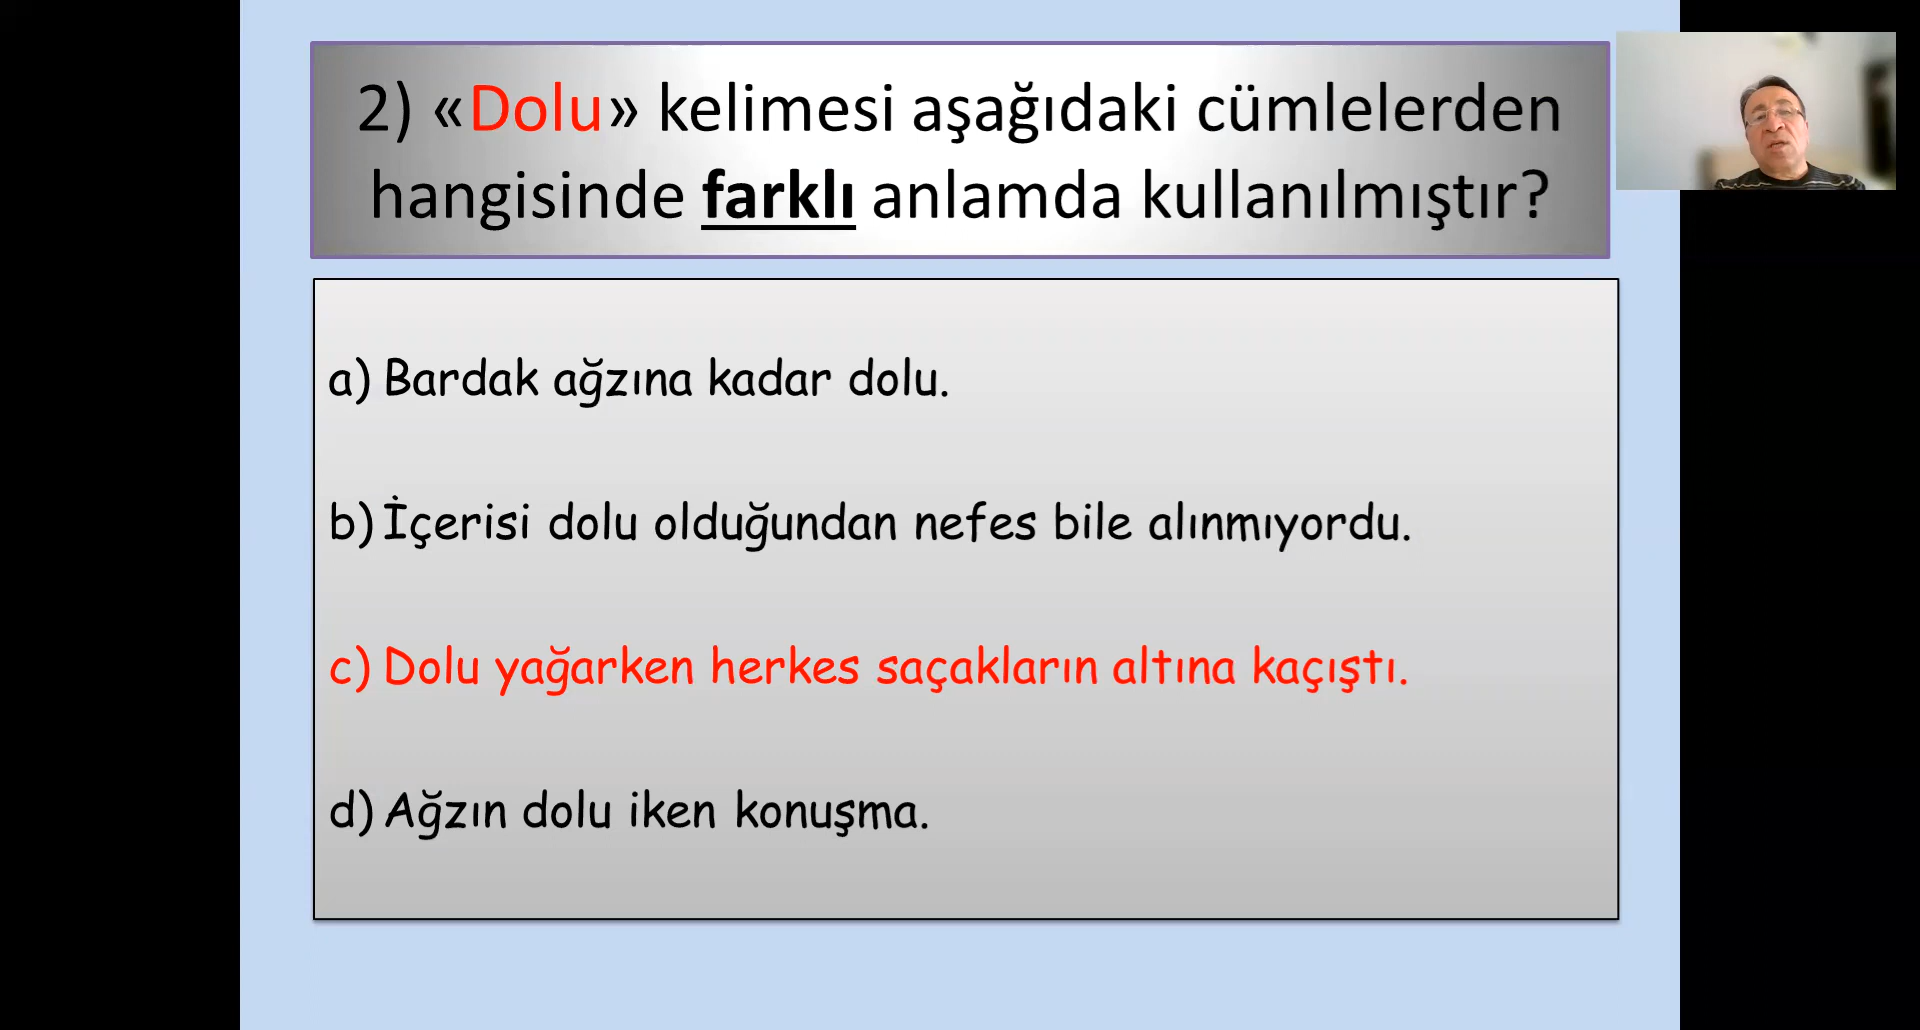 2) «Dolu» kelimesi aşağıdaki cümlelerden
hangisinde farklı anlamda kullanılmıştır?
a) Bardak ağzına kadar dolu.
b) İçerisi dolu olduğundan nefes bile alınmıyordu.
c) Dolu yağarken herkes saçakların altına kaçıştı.
d) Ağzın dolu iken konuşma.